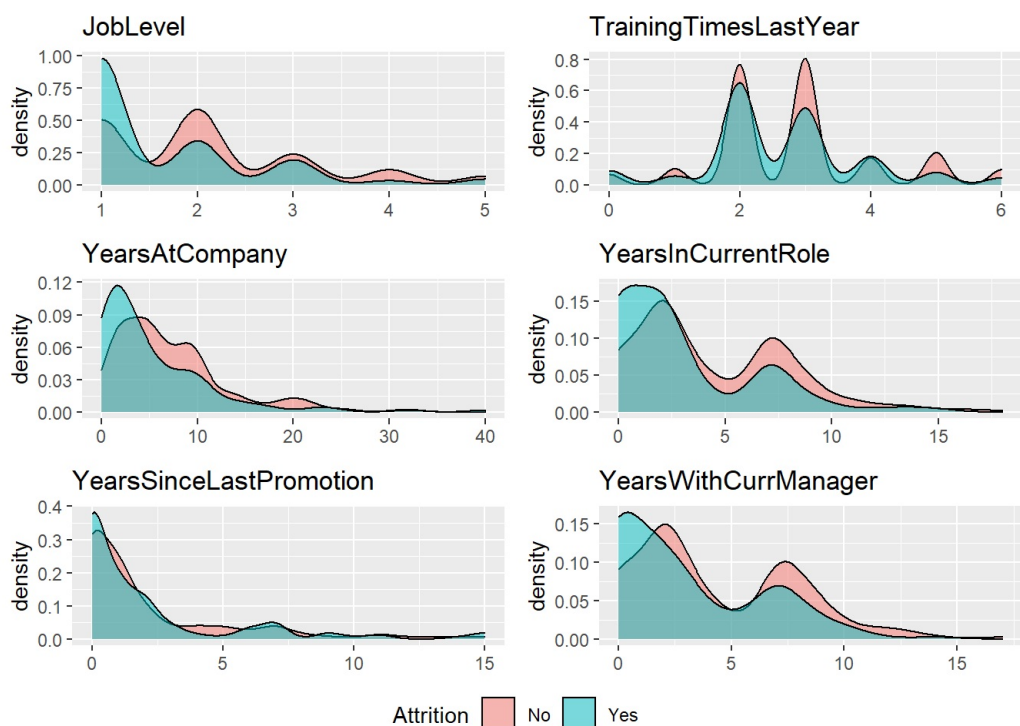 JobLevel
density
1.00
0.75
0.50
0.25
0.00
1 2 3 4 5
TrainingTimesLastYear
density
0.8
0.6
0.4
0.2
0.0
0 2 4 6
YearsAtCompany
density
0.12
0.09
0.06
0.03
0.00
0 10 20 30 40
YearsInCurrentRole
density
0.15
0.10
0.05
0.00
0 5 10 15
YearsSinceLastPromotion
density
0.4
0.3
0.2
0.1
0.0
0 5 10 15
YearsWithCurrManager
density
0.15
0.10
0.05
0.00
0 5 10 15
Attrition No Yes